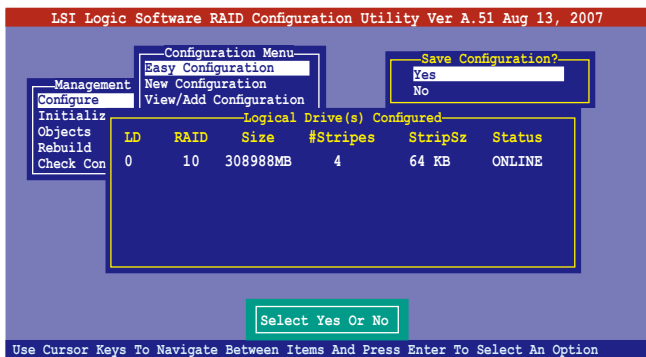 LSI Logic Software RAID Configuration Utility Ver A.51 Aug 13, 2007
Configuration Menu
Easy Configuration
New Configuration
View/Add Configuration
Save Configuration?
Yes
No
Management
Configure
Initializ
Objects
Rebuild
Check Con
Logical Drive(s) Configured
LD RAID Size #Stripes StripSz Status
0 10 308988MB 4 64 KB ONLINE
Select Yes Or No
Use Cursor Keys To Navigate Between Items And Press Enter To Select An Option